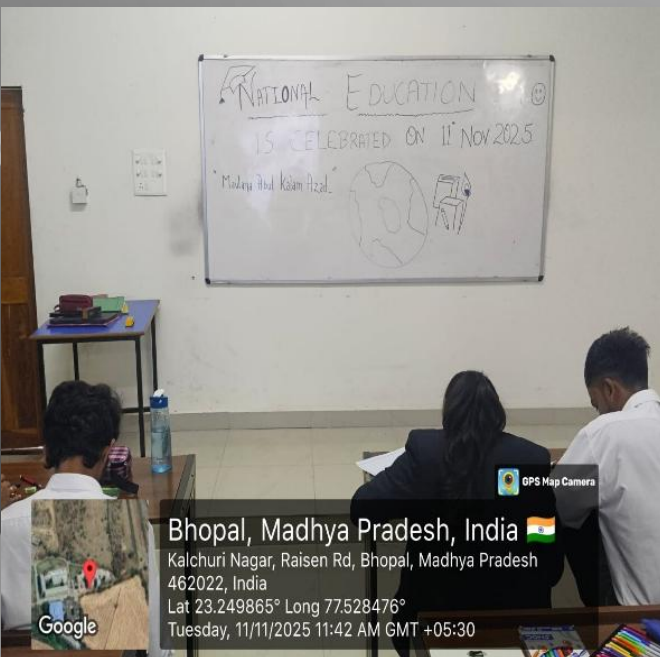 NATIONAL EDUCATION
IS CELEBRATED ON 11 NOV 2025
"Maulana Abul Kalam Azad"
GPS Map Camera
Bhopal, Madhya Pradesh, India
Kalchuri Nagar, Raisen Rd, Bhopal, Madhya Pradesh
462022, India
Lat 23.249865° Long 77.528476°
Tuesday, 11/11/2025 11:42 AM GMT +05:30
Google